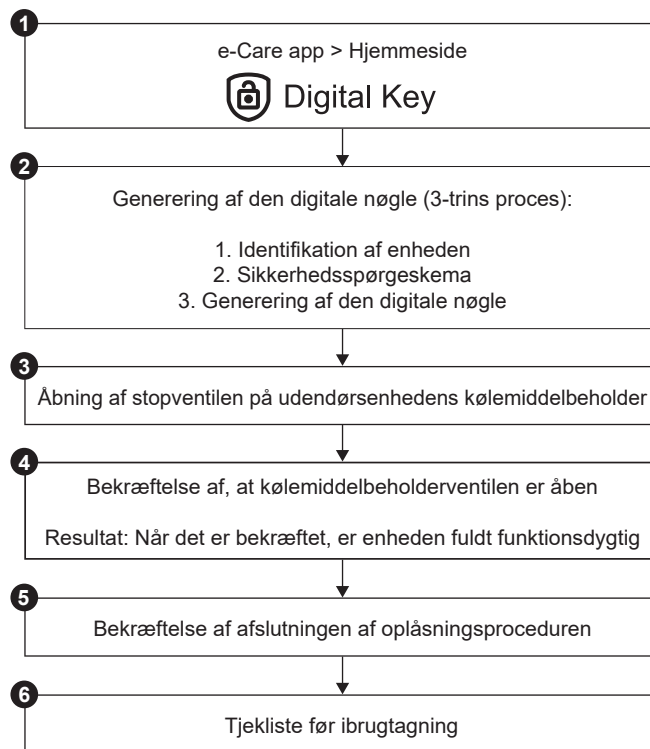 1
e-Care app > Hjemmeside
Digital Key
2
Generering af den digitale nøgle (3-trins proces):
1. Identifikation af enheden
2. Sikkerhedsspørgeskema
3. Generering af den digitale nøgle
3
Åbning af stopventilen på udendørsenhedens kølemiddelbeholder
4
Bekræftelse af, at kølemiddelbeholderventilen er åben
Resultat: Når det er bekræftet, er enheden fuldt funktionsdygtig
5
Bekræftelse af afslutningen af oplåsningsproceduren
6
Tjekliste før ibrugtagning